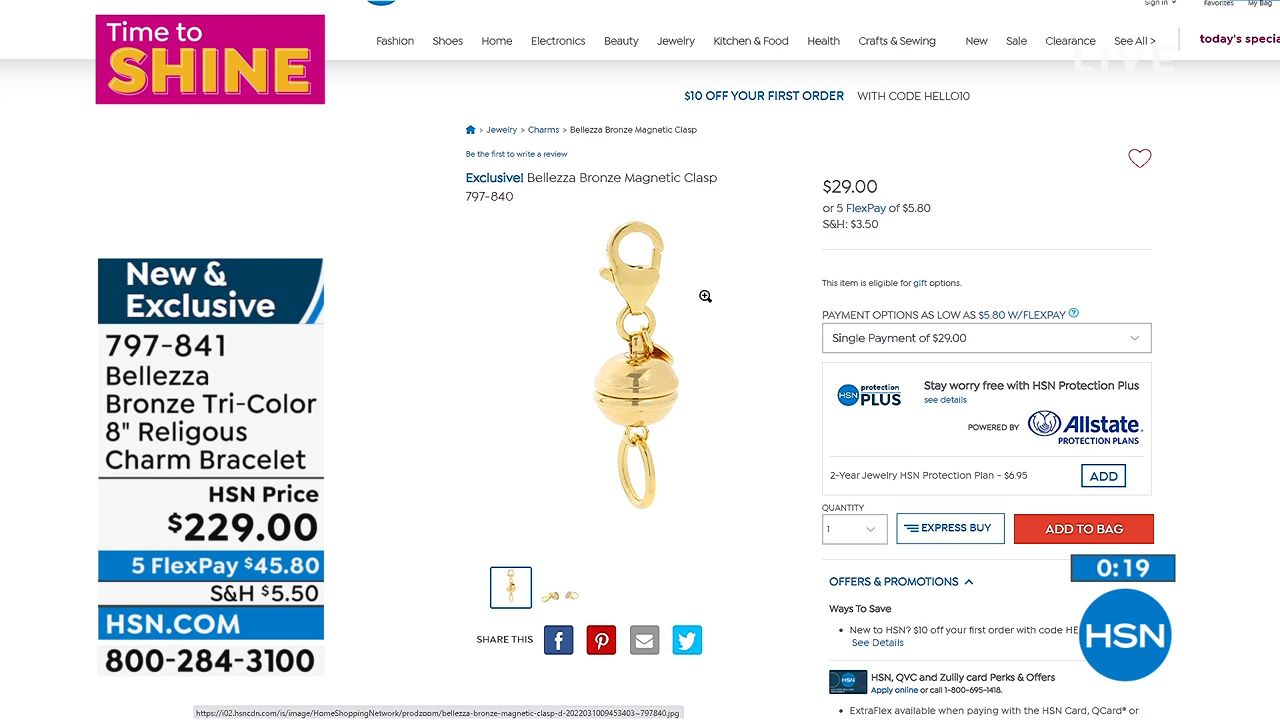 Time to
SHINE
Sign In
Favorites
My Bag
Fashion
Shoes
Home
Electronics
Beauty
Jewelry
Kitchen & Food
Health
Crafts & Sewing
New
Sale
Clearance
See All >
today's specia
LIVE
$10 OFF YOUR FIRST ORDER WITH CODE HELLO10
> Jewelry > Charms > Bellezza Bronze Magnetic Clasp
Be the first to write a review
Exclusive! Bellezza Bronze Magnetic Clasp
797-840
$29.00
or 5 FlexPay of $5.80
S&H: $3.50
This item is eligible for gift options.
PAYMENT OPTIONS AS LOW AS $5.80 W/FLEXPAY ?
Single Payment of $29.00
HSN protection PLUS
Stay worry free with HSN Protection Plus
see details
POWERED BY Allstate.
PROTECTION PLANS
2-Year Jewelry HSN Protection Plan - $6.95
ADD
QUANTITY
1
EXPRESS BUY
ADD TO BAG
OFFERS & PROMOTIONS
Ways To Save
• New to HSN? $10 off your first order with code HE
See Details
HSN
HSN, QVC and Zulily card Perks & Offers
Apply online or call 1-800-695-1418.
• ExtraFlex available when paying with the HSN Card, QCard® or
0:19
HSN
New &
Exclusive
797-841
Bellezza
Bronze Tri-Color
8" Religous
Charm Bracelet
HSN Price
$229.00
5 FlexPay $45.80
S&H $5.50
HSN.COM
800-284-3100
SHARE THIS
https://i02.hsncdn.com/is/image/HomeShoppingNetwork/prodzoom/bellezza-bronze-magnetic-clasp-d-2022031009453403~797840.jpg